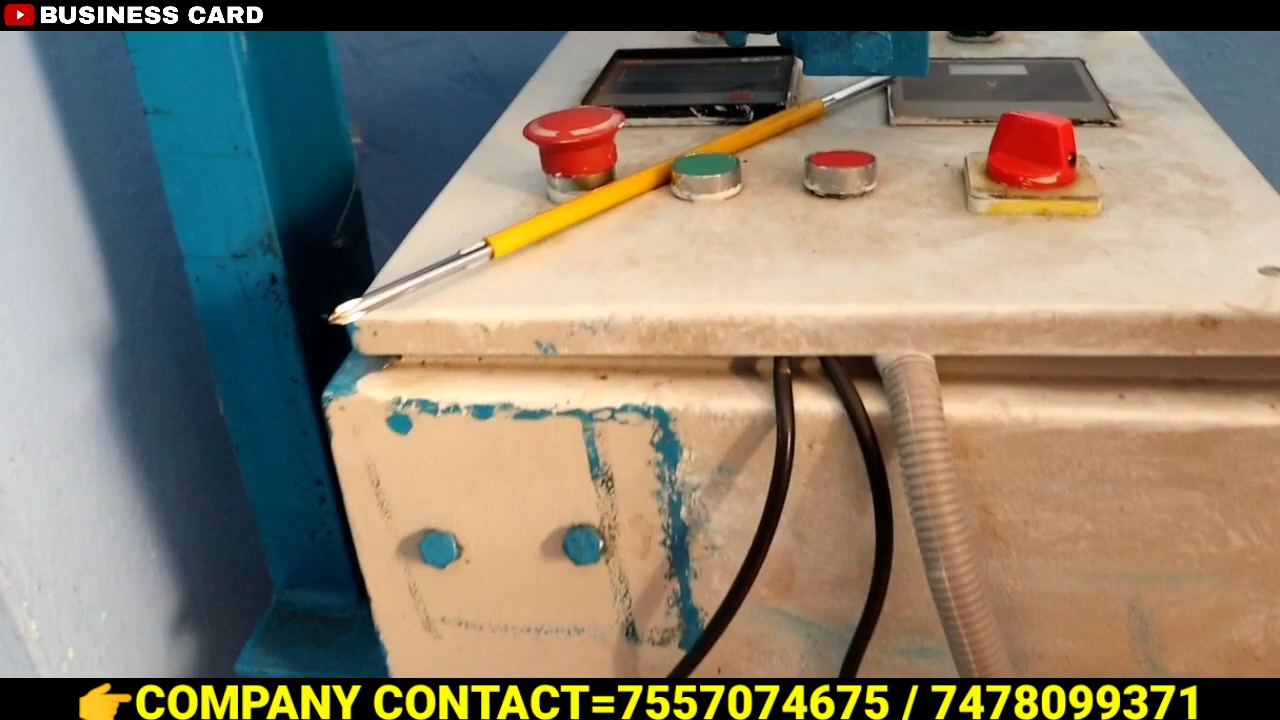 BUSINESS CARD
👉COMPANY CONTACT=7557074675 / 7478099371